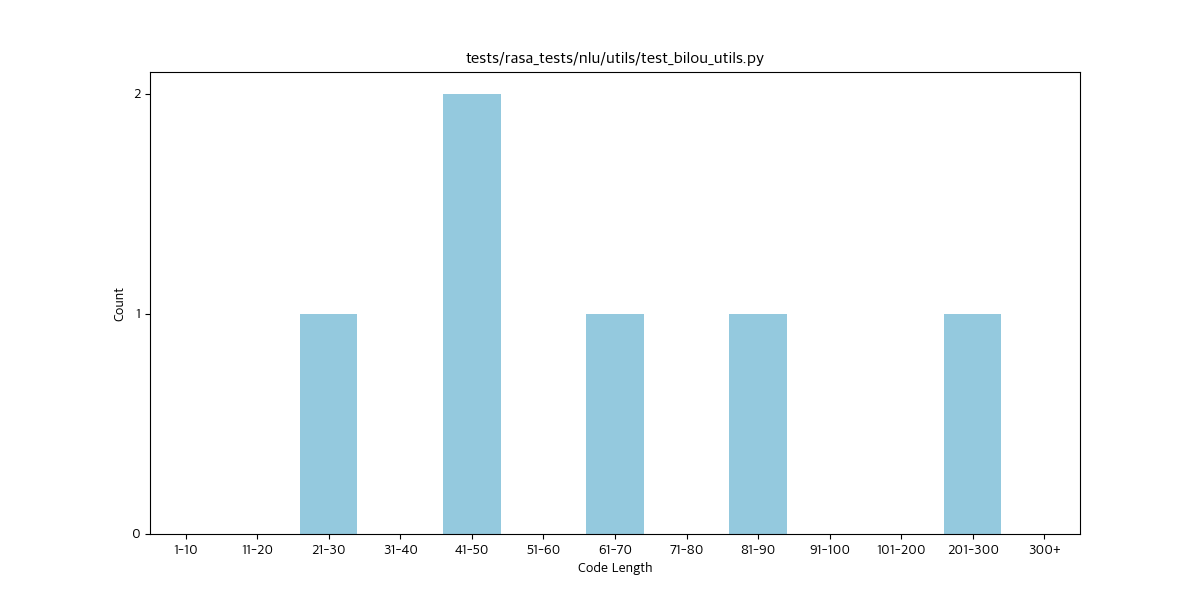 tests/rasa_tests/nlu/utils/test_bilou_utils.py
2
1
0
Count
1-10 11-20 21-30 31-40 41-50 51-60 61-70 71-80 81-90 91-100 101-200 201-300 300+
Code Length